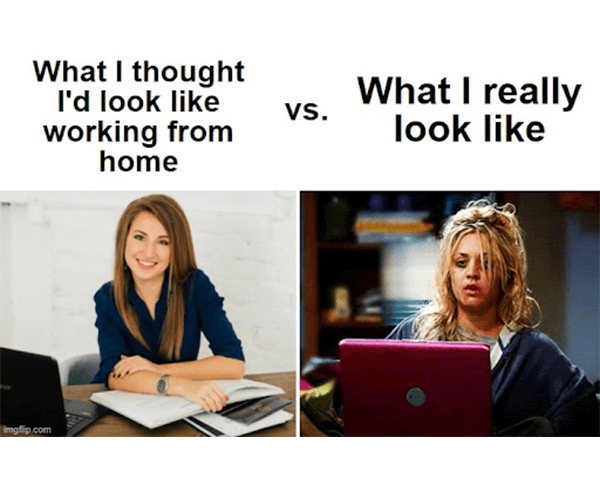 What I thought
I'd look like
working from
home
vs.
What I really
look like
imgflip.com